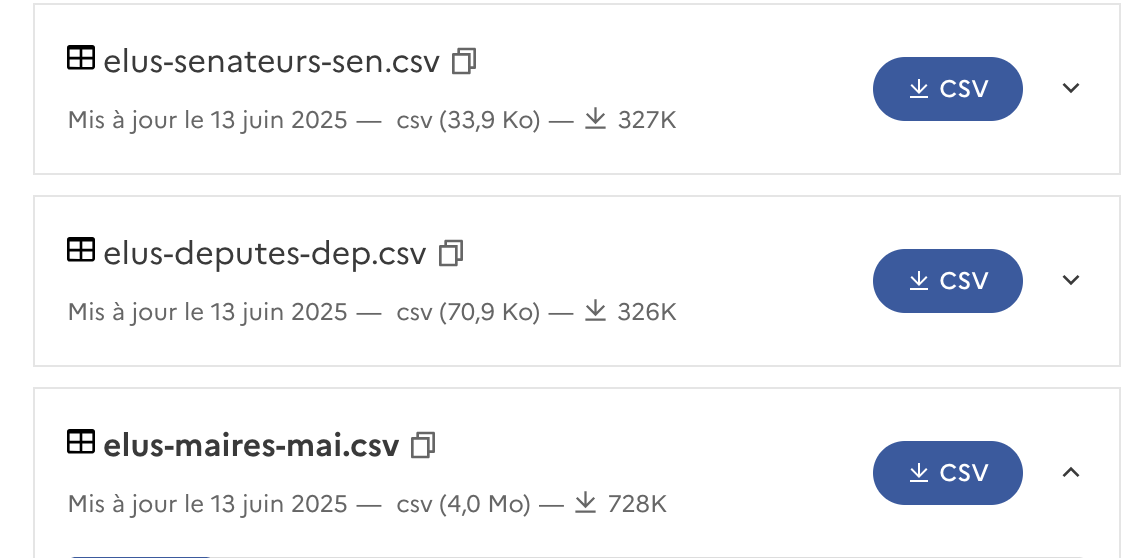 elus-senateurs-sen.csv
CSV
Mis à jour le 13 juin 2025 — csv (33,9 Ko) — 327K
elus-deputes-dep.csv
CSV
Mis à jour le 13 juin 2025 — csv (70,9 Ko) — 326K
elus-maires-mai.csv
CSV
Mis à jour le 13 juin 2025 — csv (4,0 Mo) — 728K